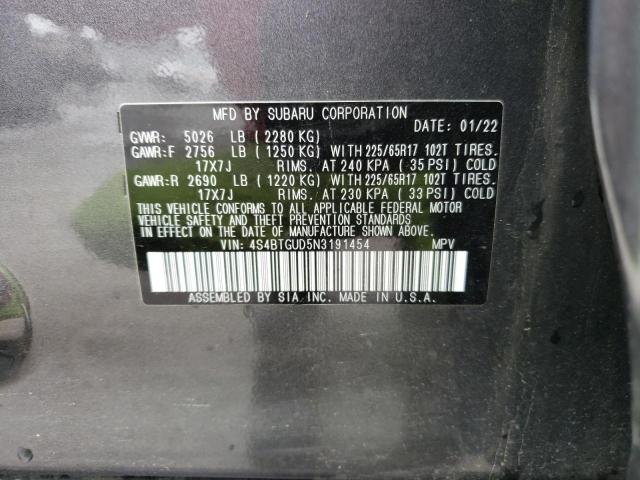 MFD BY SUBARU CORPORATION
DATE: 01/22
GVWR: 5026 LB (2280 KG)
GAWR:F 2756 LB (1250 KG) WITH 225/65R17 102T TIRES.
17X7J RIMS. AT 240 KPA (35 PSI) COLD
GAWR:R 2690 LB (1220 KG) WITH 225/65R17 102T TIRES.
17X7J RIMS. AT 230 KPA (33 PSI) COLD
THIS VEHICLE CONFORMS TO ALL APPLICABLE FEDERAL MOTOR
VEHICLE SAFETY AND THEFT PREVENTION STANDARDS
IN EFFECT ON THE DATE OF MANUFACTURE SHOWN ABOVE.
VIN: 4S4BTGUD5N3191454 MPV
ASSEMBLED BY SIA INC. MADE IN U.S.A.